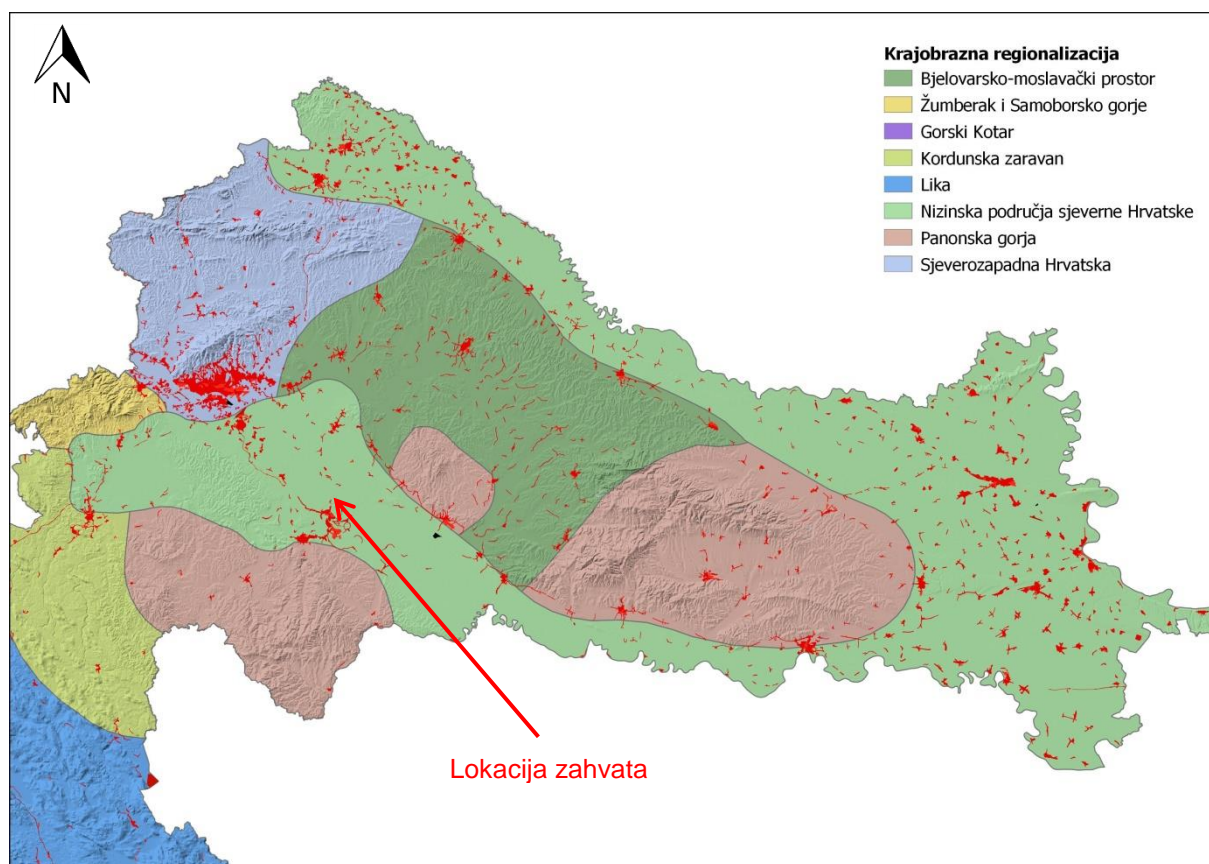 N
Krajobrazna regionalizacija
Bjelovarsko-moslavački prostor
Žumberak i Samoborsko gorje
Gorski Kotar
Kordunska zaravan
Lika
Nizinska područja sjeverne Hrvatske
Panonska gorja
Sjeverozapadna Hrvatska
Lokacija zahvata